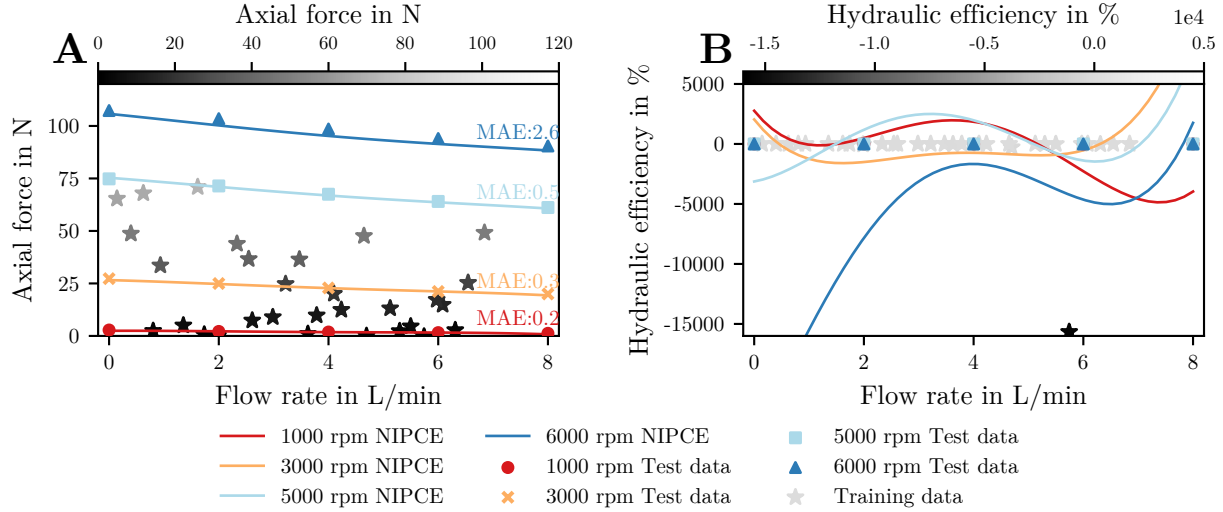 Axial force in N
Hydraulic efficiency in %
1e4
0 20 40 60 80 100 120
−1.5 −1.0 −0.5 0.0 0.5
A
B
Axial force in N
100
75
50
25
0
MAE:2.6
MAE:0.5
MAE:0.3
MAE:0.2
0 2 4 6 8
Flow rate in L/min
Hydraulic efficiency in %
5000
0
−5000
−10000
−15000
0 2 4 6 8
Flow rate in L/min
1000 rpm NIPCE
3000 rpm NIPCE
5000 rpm NIPCE
6000 rpm NIPCE
1000 rpm Test data
3000 rpm Test data
5000 rpm Test data
6000 rpm Test data
Training data